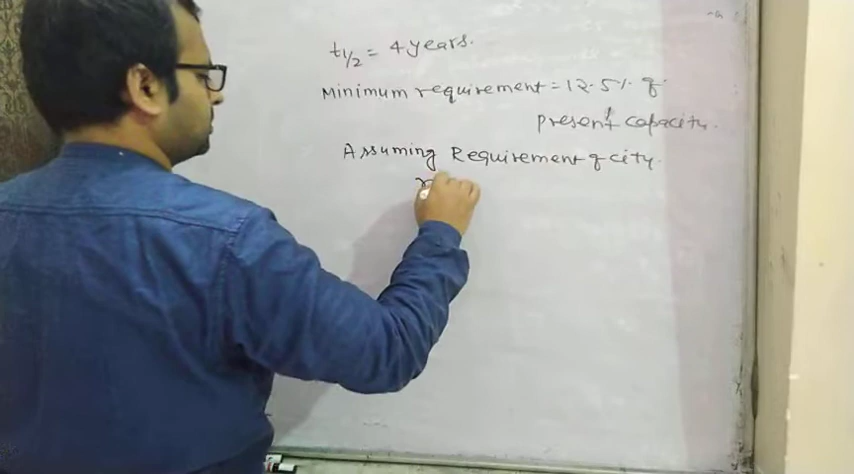 t1/2 = 4 years.
Minimum requirement = 12.5% of
present capacity.
Assuming Requirement of city.